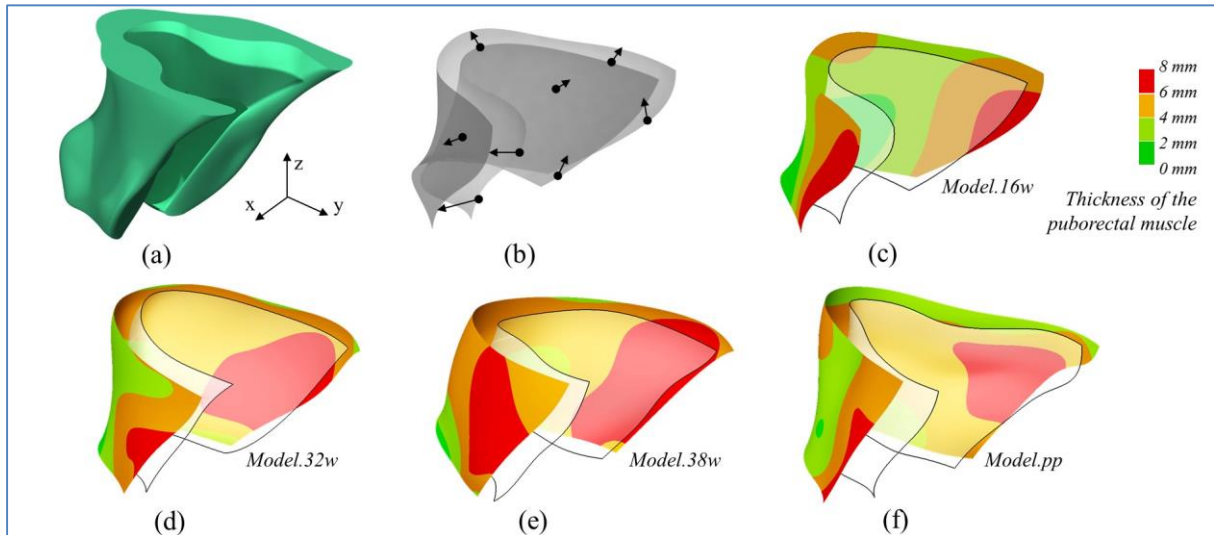 z
x
y
(a)
(b)
(c)
Model.16w
8 mm
6 mm
4 mm
2 mm
0 mm
Thickness of the
puborectal muscle
Model.32w
(d)
Model.38w
(e)
Model.pp
(f)